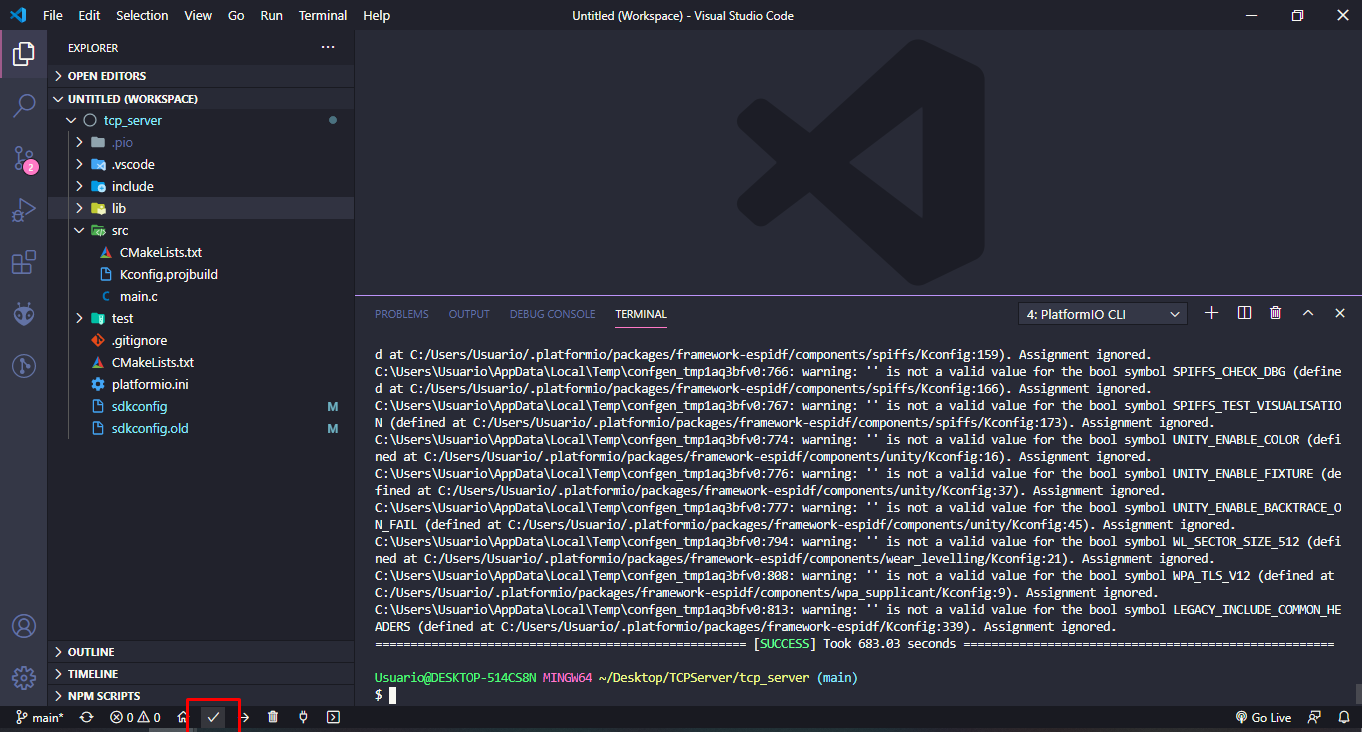 File Edit Selection View Go Run Terminal Help Untitled (Workspace) - Visual Studio Code
EXPLORER
OPEN EDITORS
UNTITLED (WORKSPACE)
tcp_server
.pio
.vscode
include
lib
src
CMakeLists.txt
Kconfig.projbuild
main.c
test
.gitignore
CMakeLists.txt
platformio.ini
sdkconfig M
sdkconfig.old M
2
OUTLINE
TIMELINE
NPM SCRIPTS
PROBLEMS OUTPUT DEBUG CONSOLE TERMINAL 4: PlatformIO CLI
d at C:/Users/Usuario/.platformio/packages/framework-espidf/components/spiffs/Kconfig:159). Assignment ignored.
C:\Users\Usuario\AppData\Local\Temp\confgen_tmp1aq3bfv0:766: warning: '' is not a valid value for the bool symbol SPIFFS_CHECK_DBG (define
d at C:/Users/Usuario/.platformio/packages/framework-espidf/components/spiffs/Kconfig:166). Assignment ignored.
C:\Users\Usuario\AppData\Local\Temp\confgen_tmp1aq3bfv0:767: warning: '' is not a valid value for the bool symbol SPIFFS_TEST_VISUALISATIO
N (defined at C:/Users/Usuario/.platformio/packages/framework-espidf/components/spiffs/Kconfig:173). Assignment ignored.
C:\Users\Usuario\AppData\Local\Temp\confgen_tmp1aq3bfv0:774: warning: '' is not a valid value for the bool symbol UNITY_ENABLE_COLOR (defi
ned at C:/Users/Usuario/.platformio/packages/framework-espidf/components/unity/Kconfig:16). Assignment ignored.
C:\Users\Usuario\AppData\Local\Temp\confgen_tmp1aq3bfv0:776: warning: '' is not a valid value for the bool symbol UNITY_ENABLE_FIXTURE (de
fined at C:/Users/Usuario/.platformio/packages/framework-espidf/components/unity/Kconfig:37). Assignment ignored.
C:\Users\Usuario\AppData\Local\Temp\confgen_tmp1aq3bfv0:777: warning: '' is not a valid value for the bool symbol UNITY_ENABLE_BACKTRACE_O
N_FAIL (defined at C:/Users/Usuario/.platformio/packages/framework-espidf/components/unity/Kconfig:45). Assignment ignored.
C:\Users\Usuario\AppData\Local\Temp\confgen_tmp1aq3bfv0:794: warning: '' is not a valid value for the bool symbol WL_SECTOR_SIZE_512 (defi
ned at C:/Users/Usuario/.platformio/packages/framework-espidf/components/wear_levelling/Kconfig:21). Assignment ignored.
C:\Users\Usuario\AppData\Local\Temp\confgen_tmp1aq3bfv0:808: warning: '' is not a valid value for the bool symbol WPA_TLS_V12 (defined at
C:/Users/Usuario/.platformio/packages/framework-espidf/components/wpa_supplicant/Kconfig:9). Assignment ignored.
C:\Users\Usuario\AppData\Local\Temp\confgen_tmp1aq3bfv0:813: warning: '' is not a valid value for the bool symbol LEGACY_INCLUDE_COMMON_HE
ADERS (defined at C:/Users/Usuario/.platformio/packages/framework-espidf/Kconfig:339). Assignment ignored.
===================================================== [SUCCESS] Took 683.03 seconds =====================================================
Usuario@DESKTOP-514CS8N MINGW64 ~/Desktop/TCPServer/tcp_server (main)
$
main* 0 0 Go Live